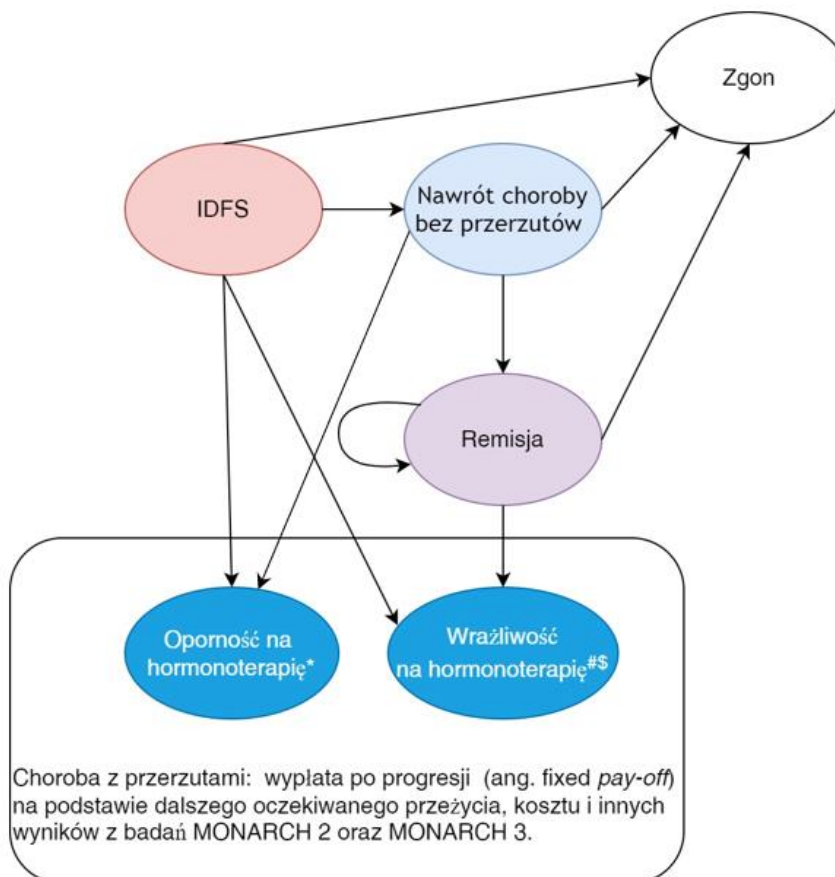 Zgon
IDFS
Nawrót choroby
bez przerzutów
Remisja
Oporność na
hormonoterapię*
Wrażliwość
na hormonoterapię#$
Choroba z przerzutami: wypłata po progresji (ang. fixed pay-off)
na podstawie dalszego oczekiwanego przeżycia, kosztu i innych
wyników z badań MONARCH 2 oraz MONARCH 3.